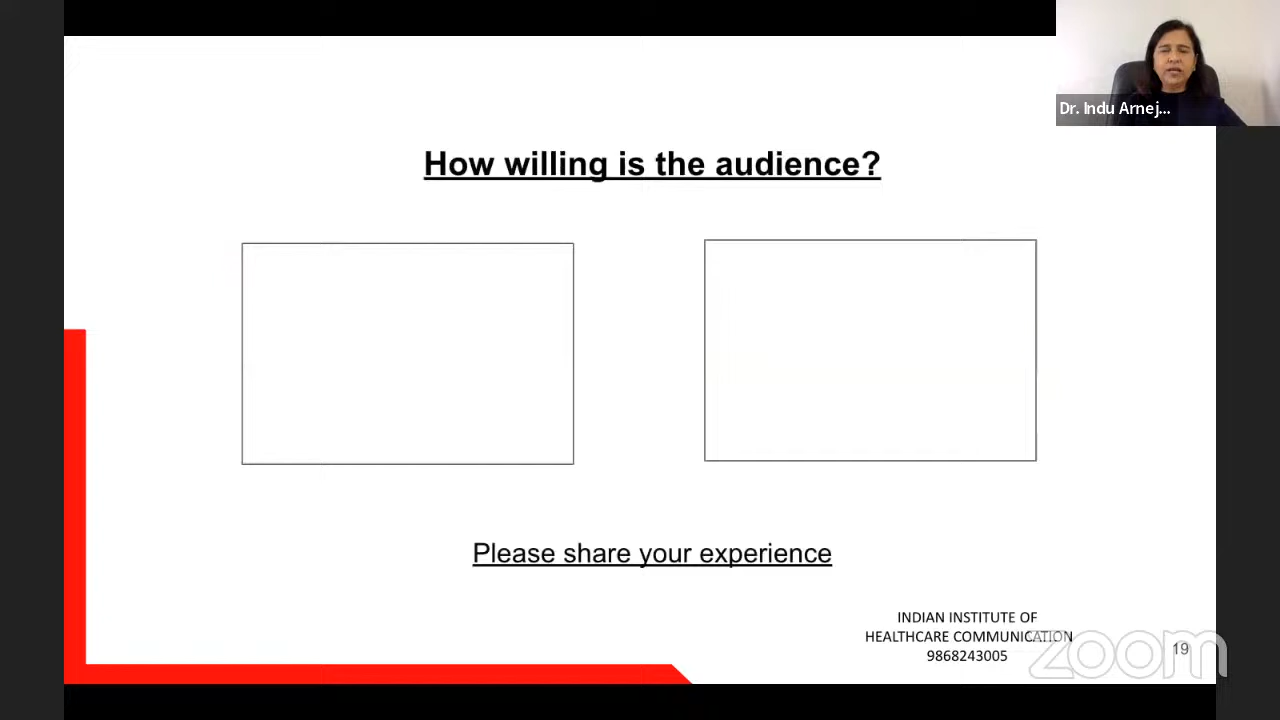 Dr. Indu Arnej...
How willing is the audience?
Please share your experience
INDIAN INSTITUTE OF
HEALTHCARE COMMUNICATION
9868243005
zoom
19